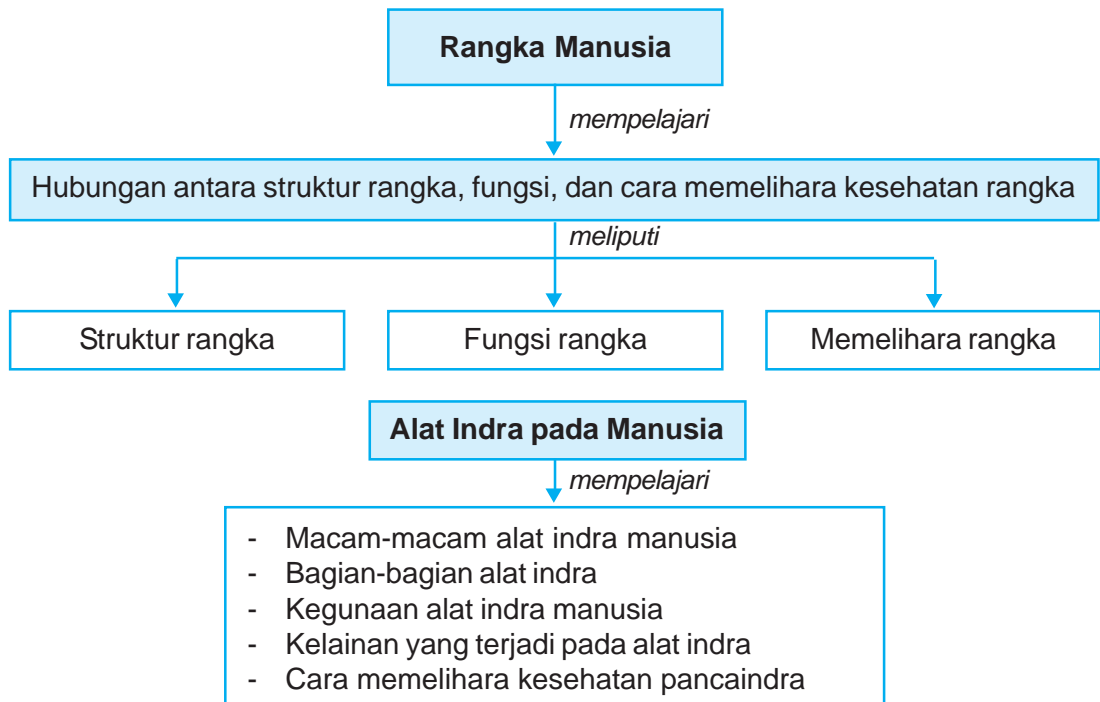 Rangka Manusia
mempelajari
Hubungan antara struktur rangka, fungsi, dan cara memelihara kesehatan rangka
meliputi
Struktur rangka
Fungsi rangka
Memelihara rangka
Alat Indra pada Manusia
mempelajari
- Macam-macam alat indra manusia
- Bagian-bagian alat indra
- Kegunaan alat indra manusia
- Kelainan yang terjadi pada alat indra
- Cara memelihara kesehatan pancaindra